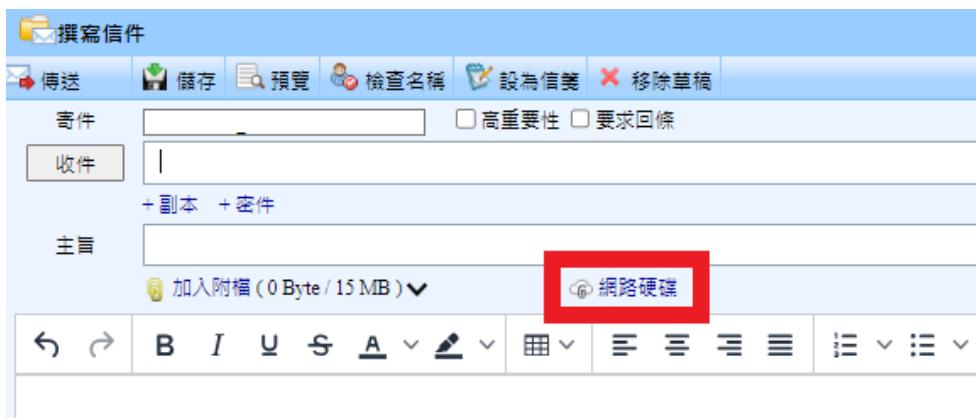 撰寫信件
傳送 儲存 預覽 檢查名稱 設為信箋 移除草稿
寄件 _ 高重要性 要求回條
收件
+副本 +密件
主旨
加入附檔 ( 0 Byte / 15 MB ) 網路硬碟
B I U S A